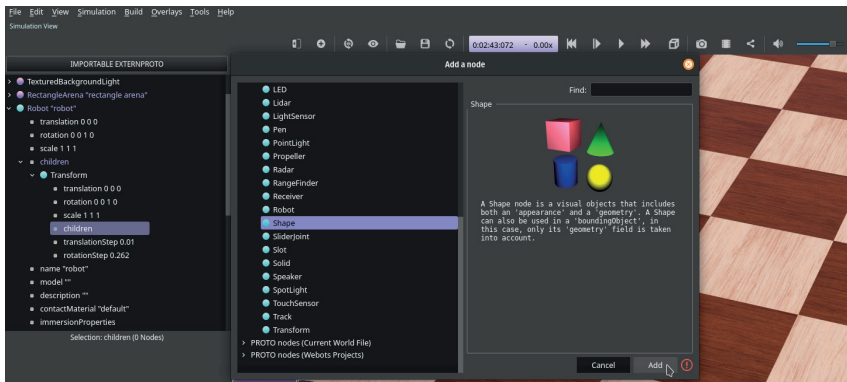 File Edit View Simulation Build Overlays Tools Help
Simulation View
0:02:43:072 - 0.00x
IMPORTABLE EXTERNPROTO
TexturedBackgroundLight
RectangleArena "rectangle arena"
Robot "robot"
translation 0 0 0
rotation 0 0 1 0
scale 1 1 1
children
Transform
translation 0 0 0
rotation 0 0 1 0
scale 1 1 1
children
translationStep 0.01
rotationStep 0.262
name "robot"
model ""
description ""
contactMaterial "default"
immersionProperties
Selection: children (0 Nodes)
Add a node
LED
Lidar
LightSensor
Pen
PointLight
Propeller
Radar
RangeFinder
Receiver
Robot
Shape
SliderJoint
Slot
Solid
Speaker
SpotLight
TouchSensor
Track
Transform
PROTO nodes (Current World File)
PROTO nodes (Webots Projects)
Find:
Shape
A Shape node is a visual objects that includes
both an 'appearance' and a 'geometry'. A Shape
can also be used in a 'boundingObject', in
this case, only its 'geometry' field is taken
into account.
Cancel
Add